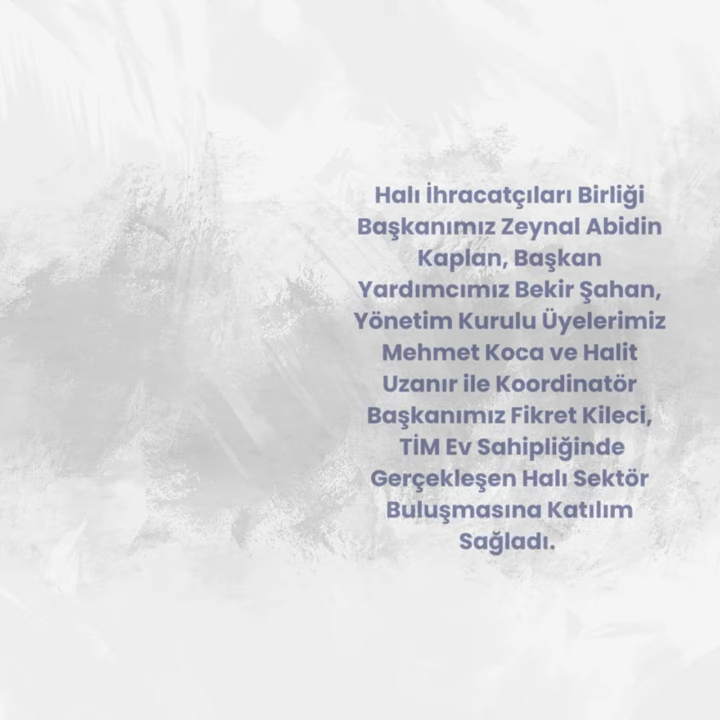 Halı İhracatçıları Birliği
Başkanımız Zeynal Abidin
Kaplan, Başkan
Yardımcımız Bekir Şahan,
Yönetim Kurulu Üyelerimiz
Mehmet Koca ve Halit
Uzanır ile Koordinatör
Başkanımız Fikret Kileci,
TİM Ev Sahipliğinde
Gerçekleşen Halı Sektör
Buluşmasına Katılım
Sağladı.